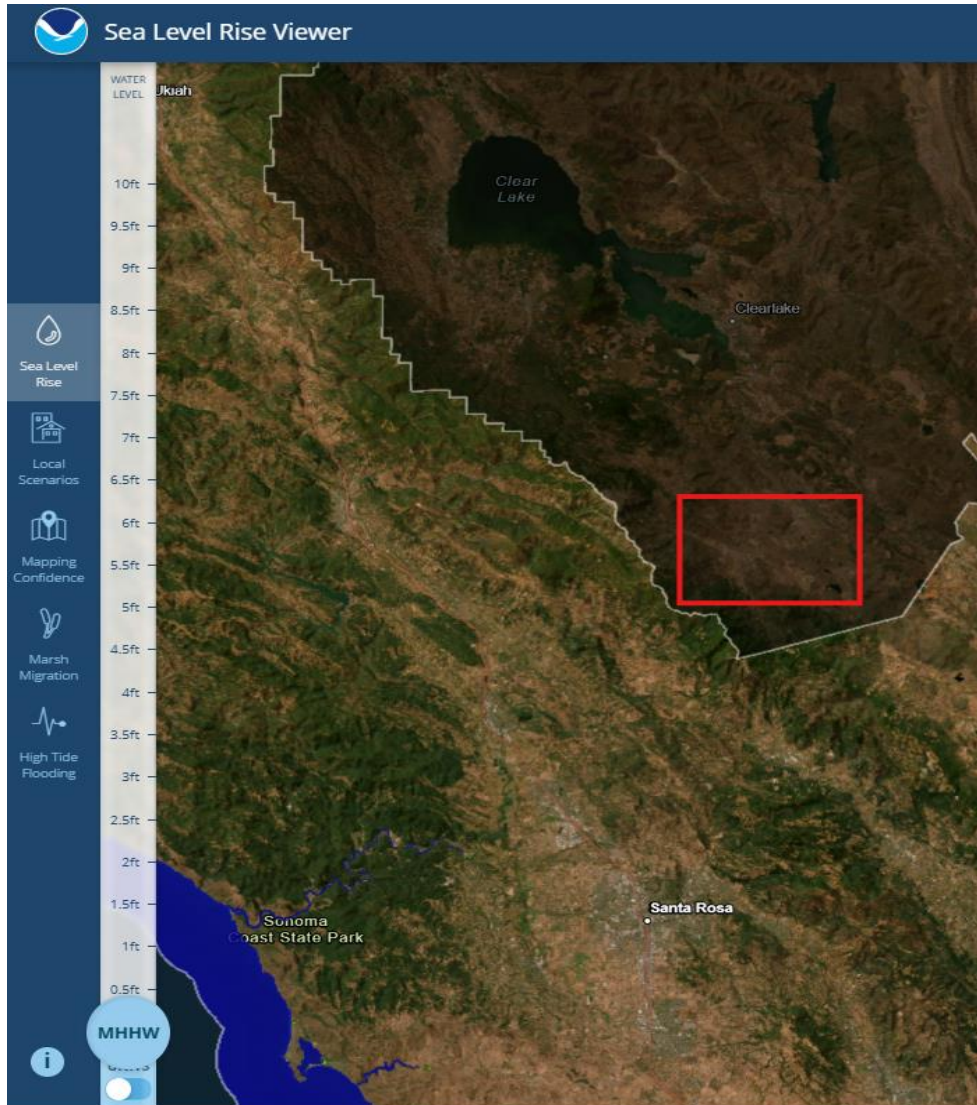 Sea Level Rise Viewer
WATER
LEVEL
Ukiah
Clear
Lake
10ft
9.5ft
9ft
8.5ft
Clearlake
Sea Level
Rise
8ft
7.5ft
7ft
Local
Scenarios
6.5ft
6ft
Mapping
Confidence
5.5ft
5ft
4.5ft
Marsh
Migration
4ft
3.5ft
High Tide
Flooding
3ft
2.5ft
2ft
1.5ft
Santa Rosa
Sonoma
Coast State Park
1ft
0.5ft
MHHW
i